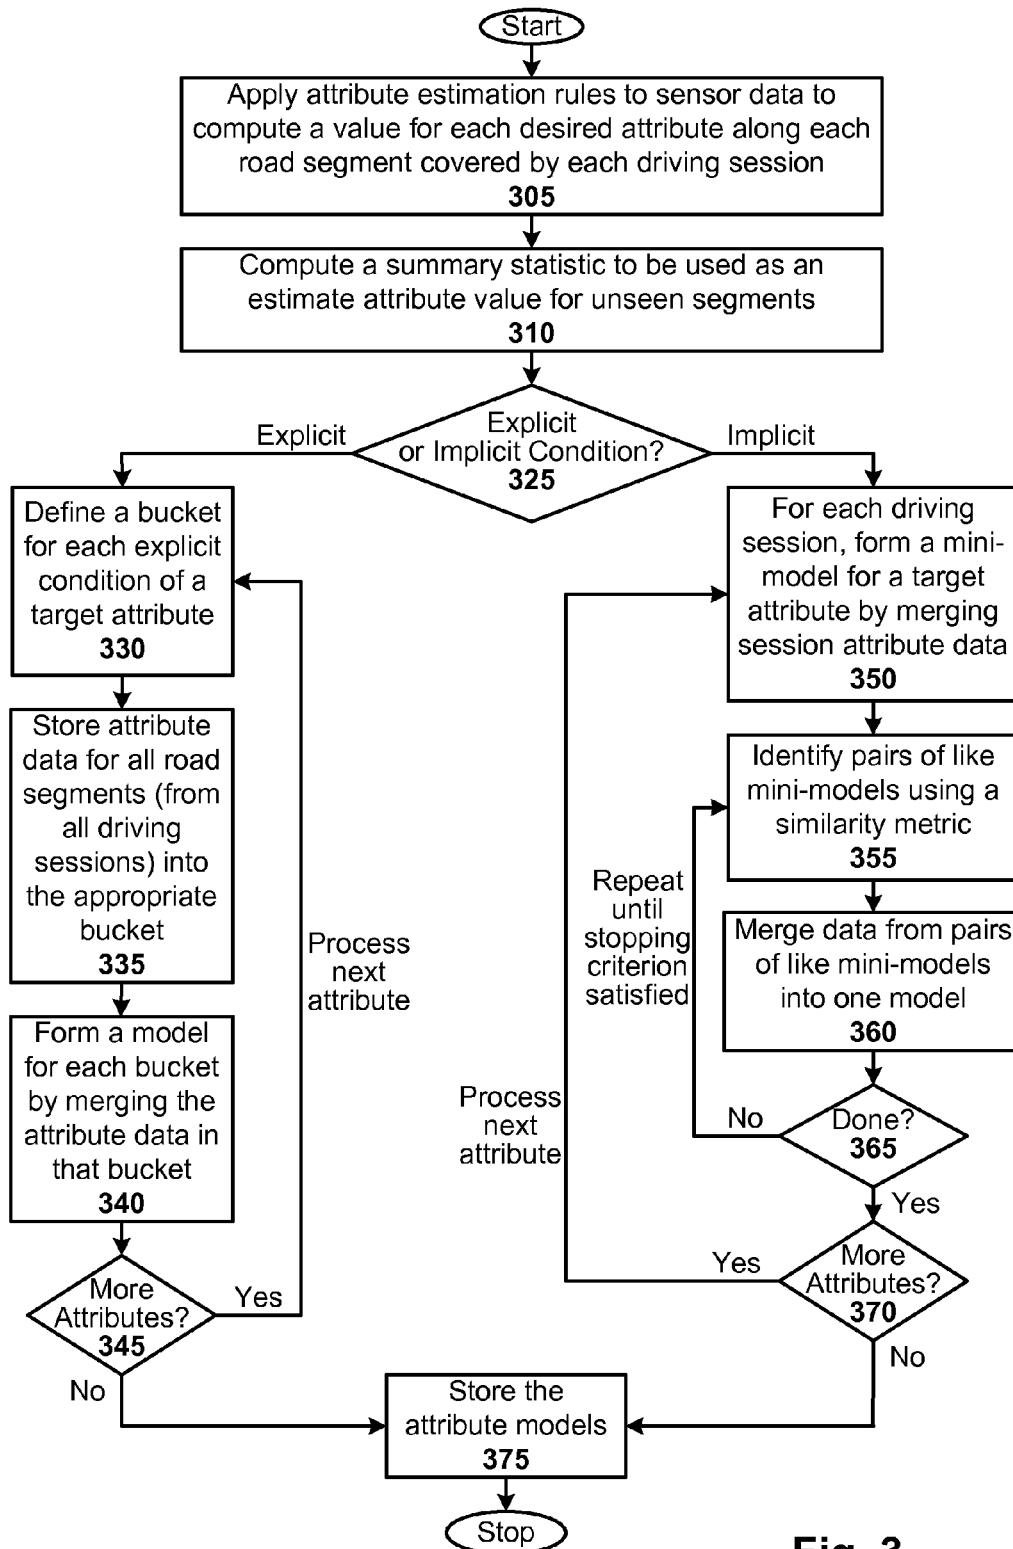 Start
Apply attribute estimation rules to sensor data to
compute a value for each desired attribute along each
road segment covered by each driving session
305
Compute a summary statistic to be used as an
estimate attribute value for unseen segments
310
Explicit
or Implicit Condition?
325
Explicit
Implicit
Define a bucket
for each explicit
condition of a
target attribute
330
Store attribute
data for all road
segments (from
all driving
sessions) into
the appropriate
bucket
335
Form a model
for each bucket
by merging the
attribute data in
that bucket
340
More
Attributes?
345
Yes
No
Process
next
attribute
For each driving
session, form a mini-
model for a target
attribute by merging
session attribute data
350
Identify pairs of like
mini-models using a
similarity metric
355
Merge data from pairs
of like mini-models
into one model
360
Repeat
until
stopping
criterion
satisfied
Done?
365
No
Yes
Process
next
attribute
More
Attributes?
370
Yes
No
Store the
attribute models
375
Stop
Fig. 3